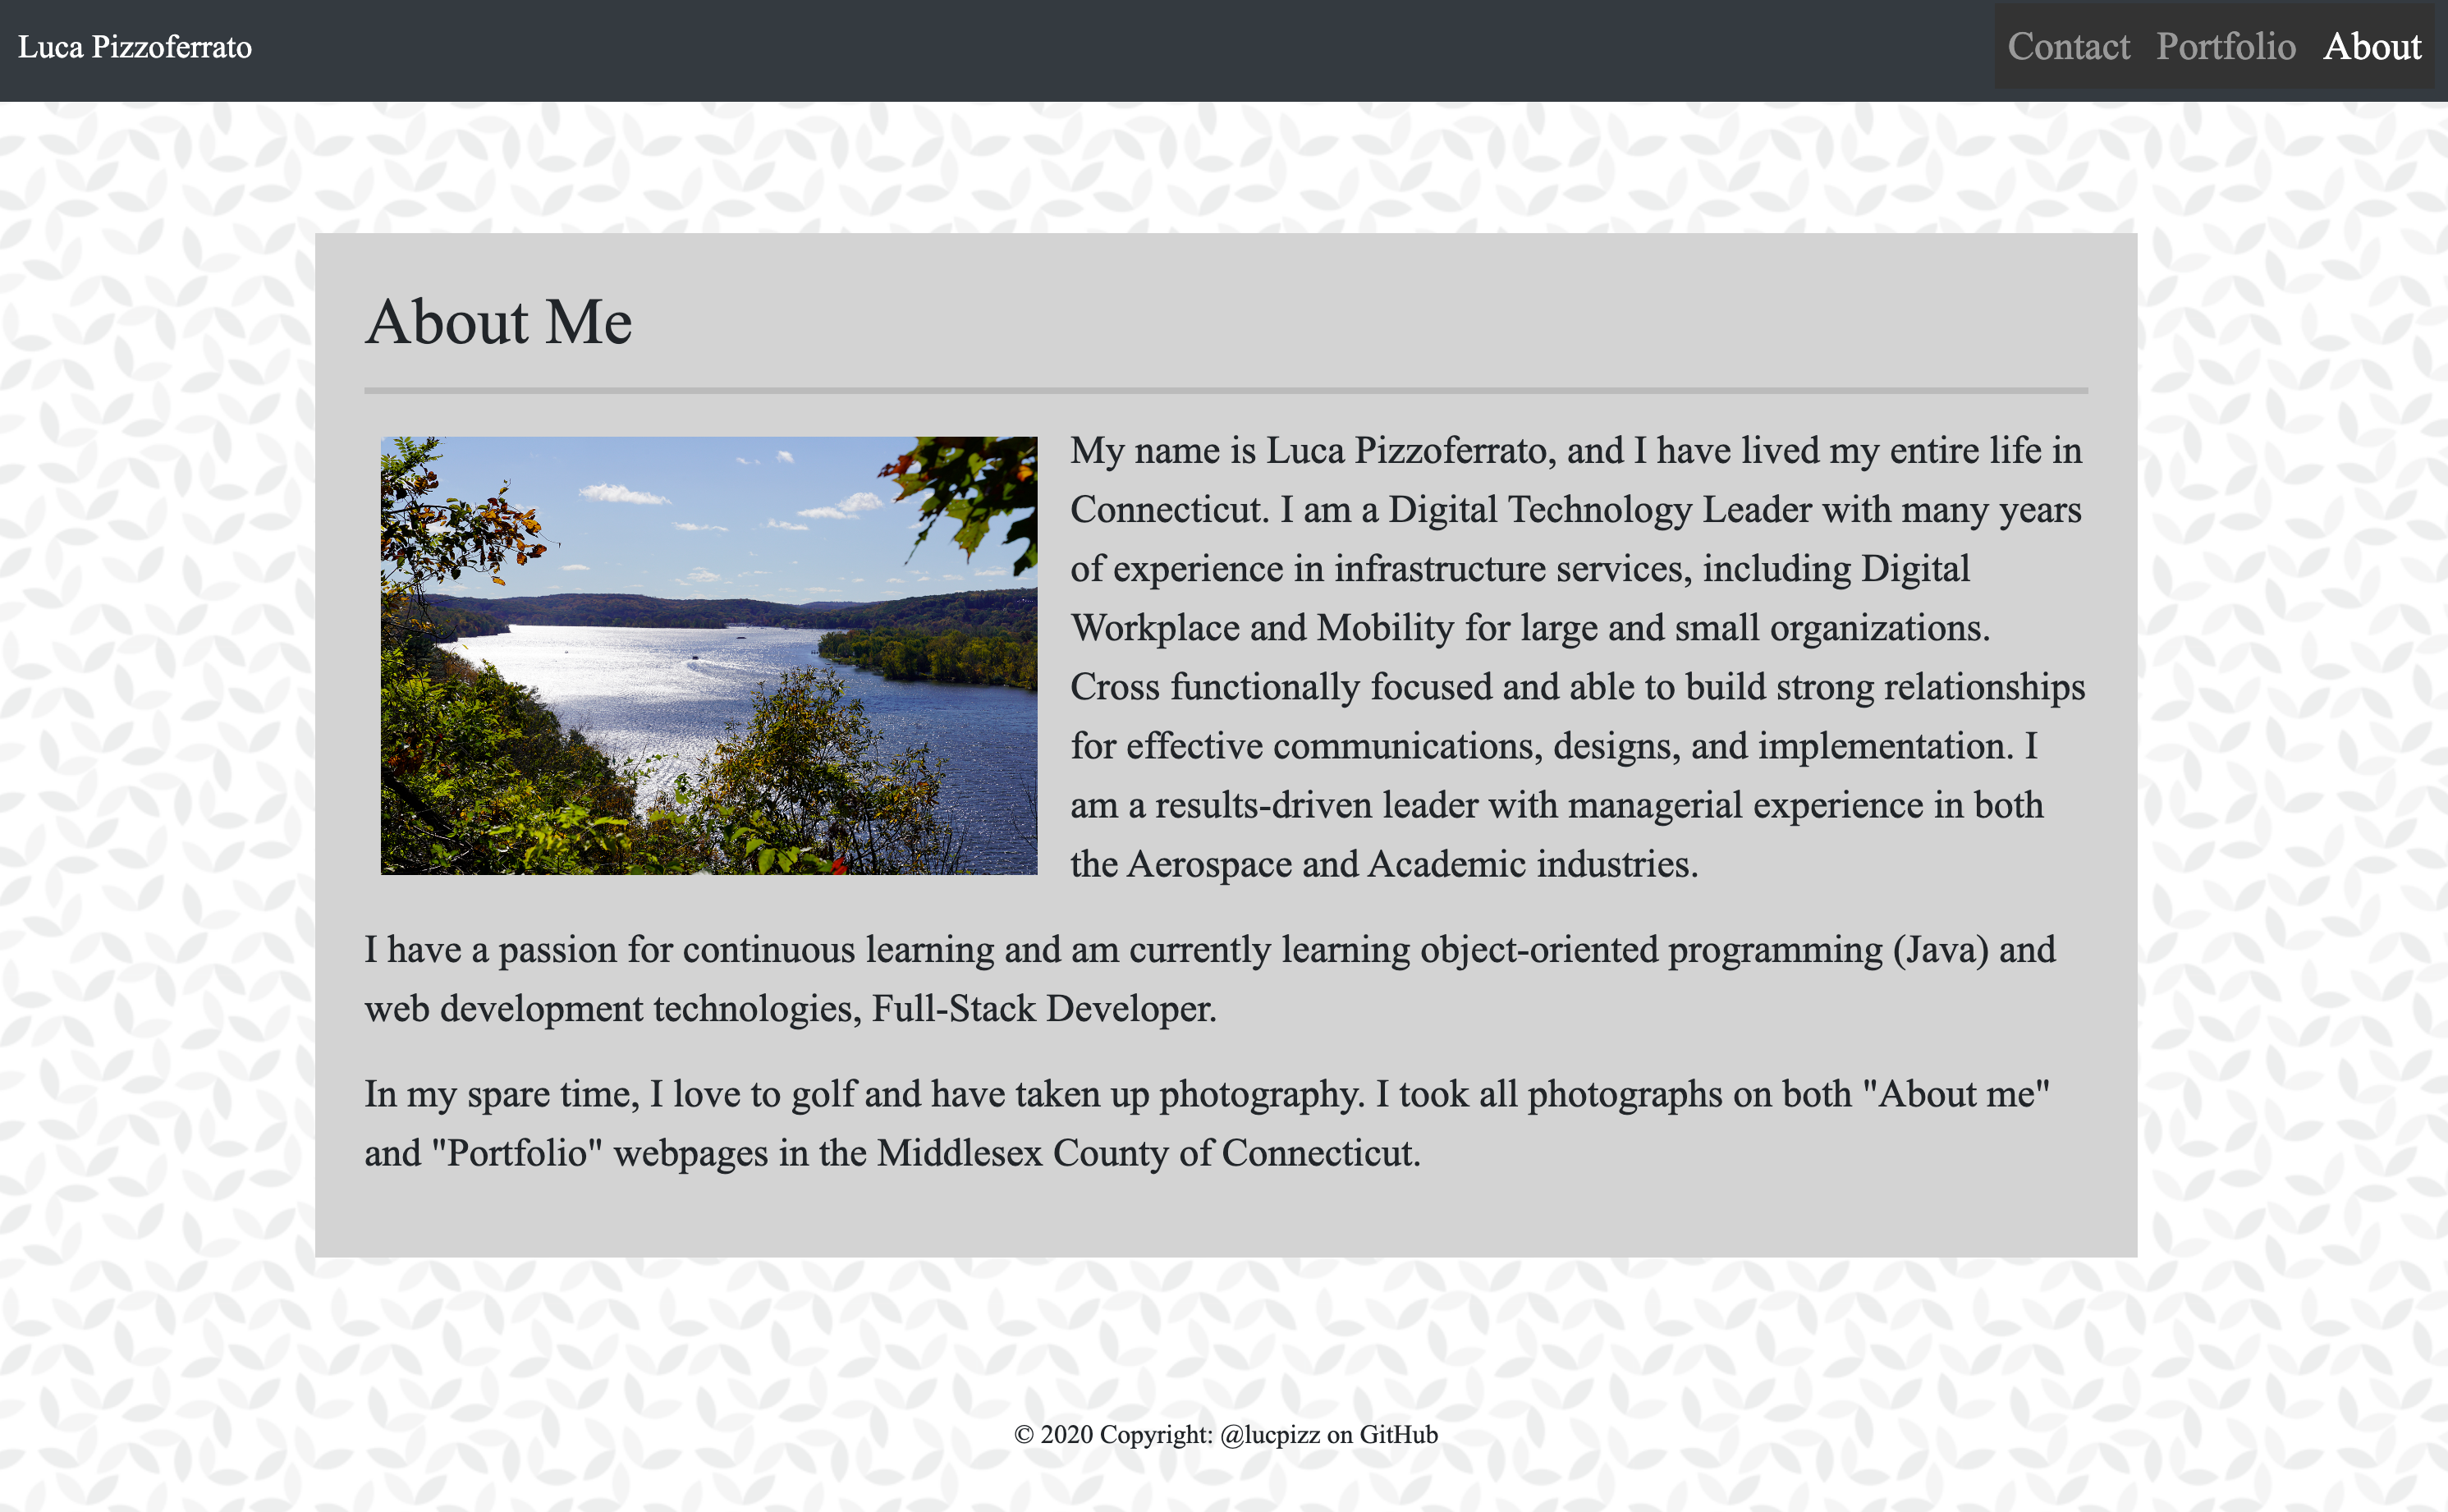 Luca Pizzoferrato
Contact Portfolio About
About Me
My name is Luca Pizzoferrato, and I have lived my entire life in
Connecticut. I am a Digital Technology Leader with many years
of experience in infrastructure services, including Digital
Workplace and Mobility for large and small organizations.
Cross functionally focused and able to build strong relationships
for effective communications, designs, and implementation. I
am a results-driven leader with managerial experience in both
the Aerospace and Academic industries.
I have a passion for continuous learning and am currently learning object-oriented programming (Java) and
web development technologies, Full-Stack Developer.
In my spare time, I love to golf and have taken up photography. I took all photographs on both "About me"
and "Portfolio" webpages in the Middlesex County of Connecticut.
© 2020 Copyright: @lucpizz on GitHub